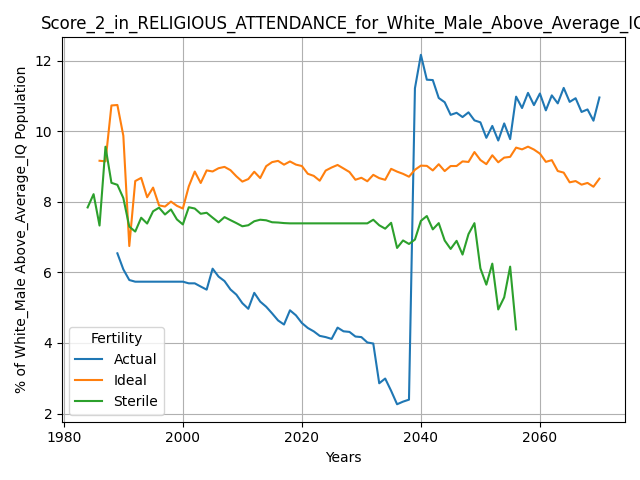 Score_2_in_RELIGIOUS_ATTENDANCE_for_White_Male_Above_Average_IQ
% of White_Male Above_Average_IQ Population
12
10
8
6
4
2
Fertility
Actual
Ideal
Sterile
1980
2000
2020
2040
2060
Years